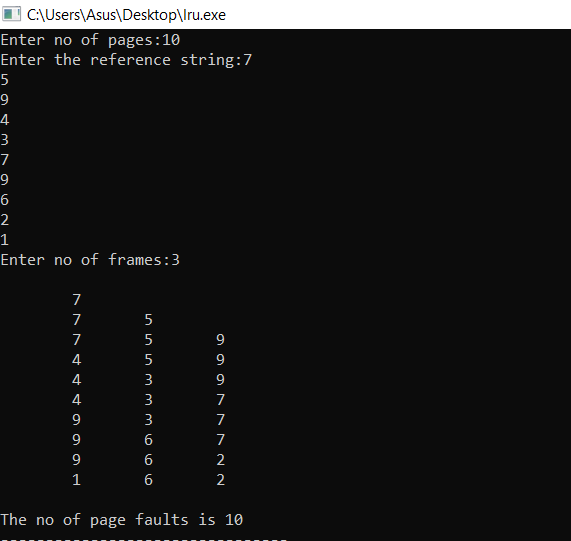 C:\Users\Asus\Desktop\lru.exe
Enter no of pages:10
Enter the reference string:7
5
9
4
3
7
9
6
2
1
Enter no of frames:3
7
7 5
7 5 9
4 5 9
4 3 9
4 3 7
9 3 7
9 6 7
9 6 2
1 6 2
The no of page faults is 10
--------------------------------